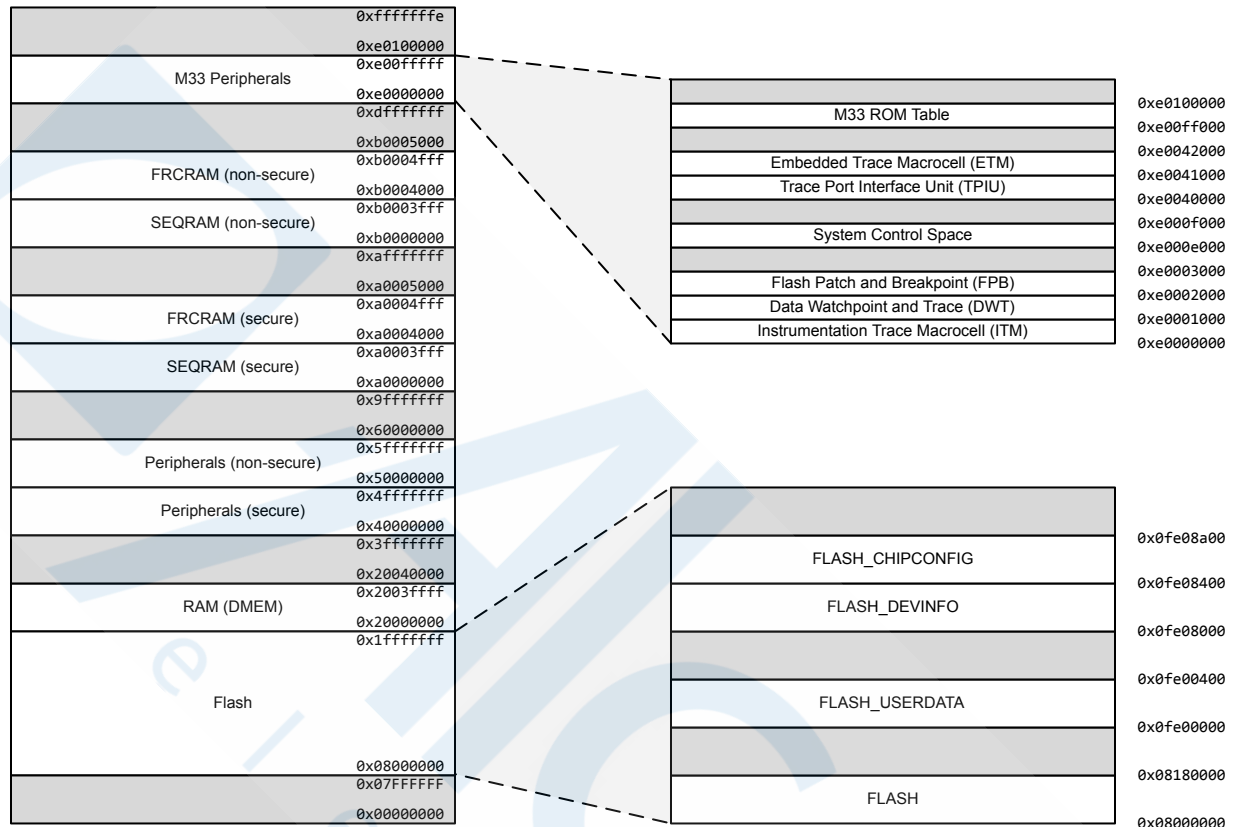 0xfffffffe
0xe0100000
0xe00fffff
M33 Peripherals
0xe0000000
0xdfffffff
0xb0005000
0xb0004fff
FRCRAM (non-secure)
0xb0004000
0xb0003fff
SEQRAM (non-secure)
0xb0000000
0xafffffff
0xa0005000
0xa0004fff
FRCRAM (secure)
0xa0004000
0xa0003fff
SEQRAM (secure)
0xa0000000
0x9fffffff
0x60000000
0x5fffffff
Peripherals (non-secure)
0x50000000
0x4fffffff
Peripherals (secure)
0x40000000
0x3fffffff
0x20040000
0x2003ffff
RAM (DMEM)
0x20000000
0x1fffffff
Flash
0x08000000
0x07FFFFFF
0x00000000
0xe0100000
M33 ROM Table
0xe00ff000
0xe0042000
Embedded Trace Macrocell (ETM)
0xe0041000
Trace Port Interface Unit (TPIU)
0xe0040000
0xe000f000
System Control Space
0xe000e000
0xe0003000
Flash Patch and Breakpoint (FPB)
0xe0002000
Data Watchpoint and Trace (DWT)
0xe0001000
Instrumentation Trace Macrocell (ITM)
0xe0000000
0x0fe08a00
FLASH_CHIPCONFIG
0x0fe08400
FLASH_DEVINFO
0x0fe08000
0x0fe00400
FLASH_USERDATA
0x0fe00000
0x08180000
FLASH
0x08000000